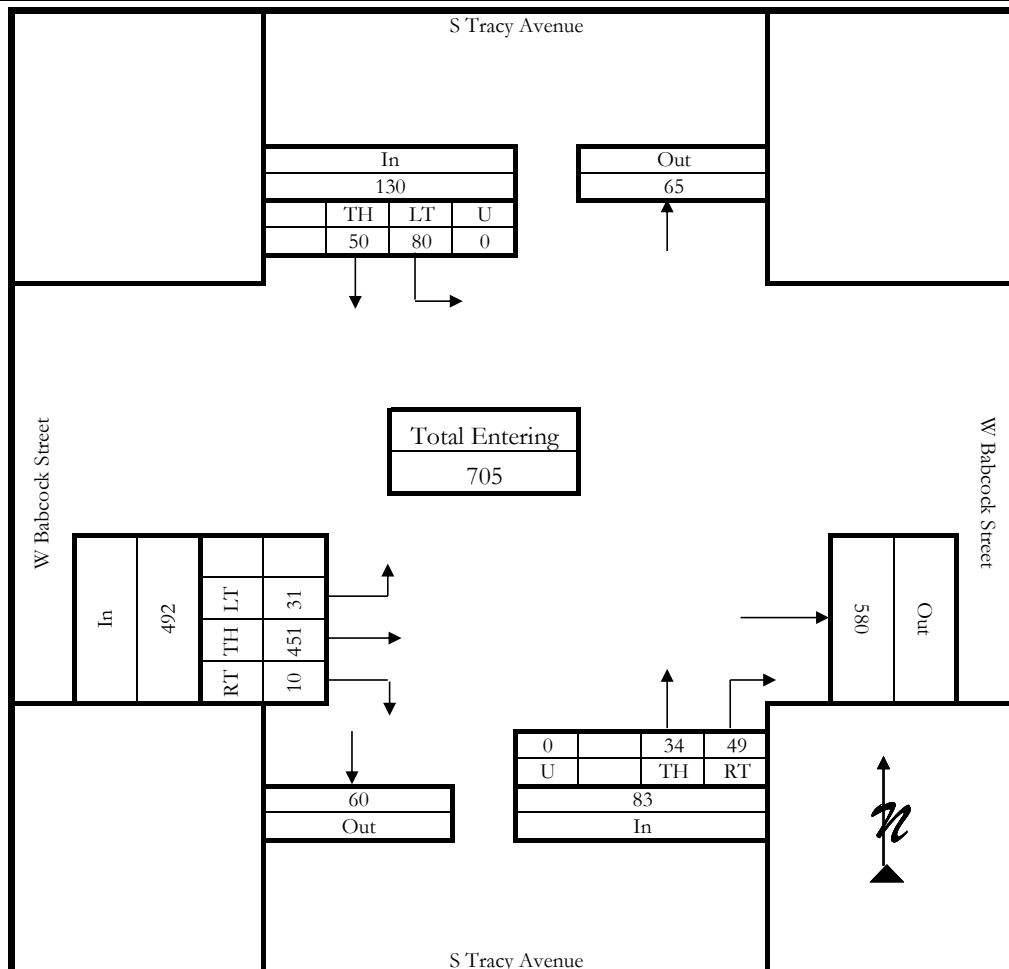 S Tracy Avenue
In
130
TH LT U
50 80 0
Out
65
Total Entering
705
W Babcock Street
W Babcock Street
In
492
LT 31
TH 451
RT 10
580
Out
0 34 49
U TH RT
83
In
60
Out
N
S Tracy Avenue